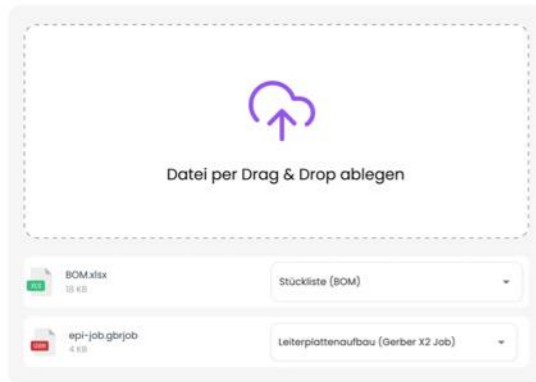 Datei per Drag & Drop ablegen
BOM.xlsx
18 KB
Stückliste (BOM)
XLS
epi-job.gbrjob
4 KB
Leiterplattenaufbau (Gerber X2 Job)